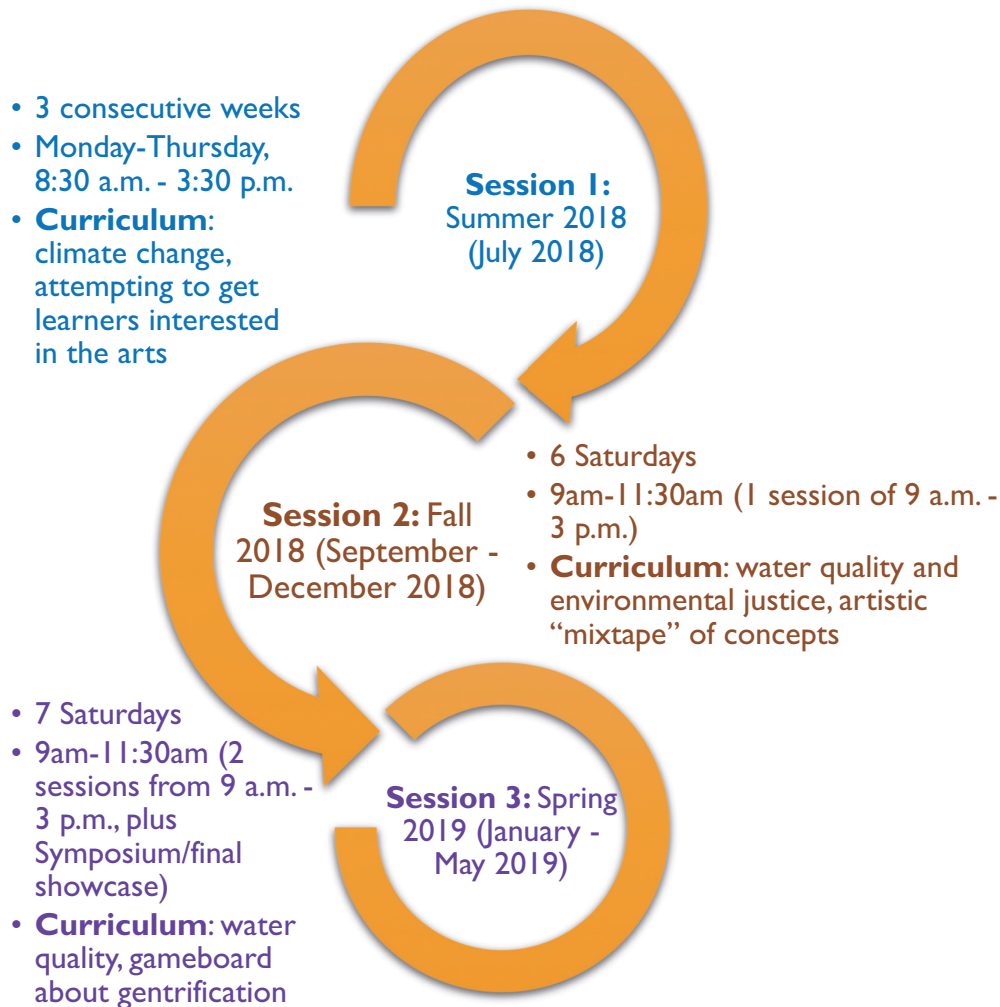 • 3 consecutive weeks
• Monday-Thursday,
8:30 a.m. - 3:30 p.m.
• Curriculum:
climate change,
attempting to get
learners interested
in the arts
Session 1:
Summer 2018
(July 2018)
Session 2: Fall
2018 (September -
December 2018)
• 6 Saturdays
• 9am-11:30am (1 session of 9 a.m. -
3 p.m.)
• Curriculum: water quality and
environmental justice, artistic
“mixtape” of concepts
• 7 Saturdays
• 9am-11:30am (2
sessions from 9 a.m. -
3 p.m., plus
Symposium/final
showcase)
• Curriculum: water
quality, gameboard
about gentrification
Session 3: Spring
2019 (January -
May 2019)